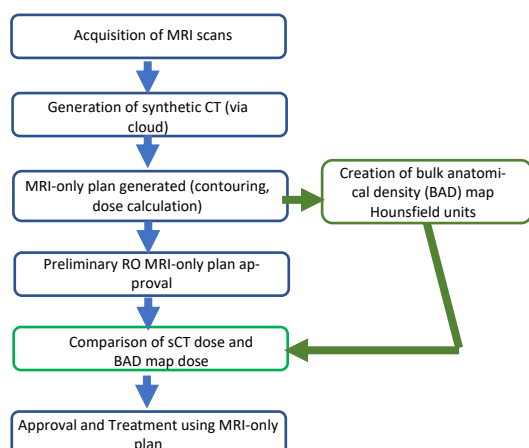 Acquisition of MRI scans
Generation of synthetic CT (via
cloud)
MRI-only plan generated (contouring,
dose calculation)
Creation of bulk anatomi-
cal density (BAD) map
Hounsfield units
Preliminary RO MRI-only plan ap-
proval
Comparison of sCT dose and
BAD map dose
Approval and Treatment using MRI-only
plan